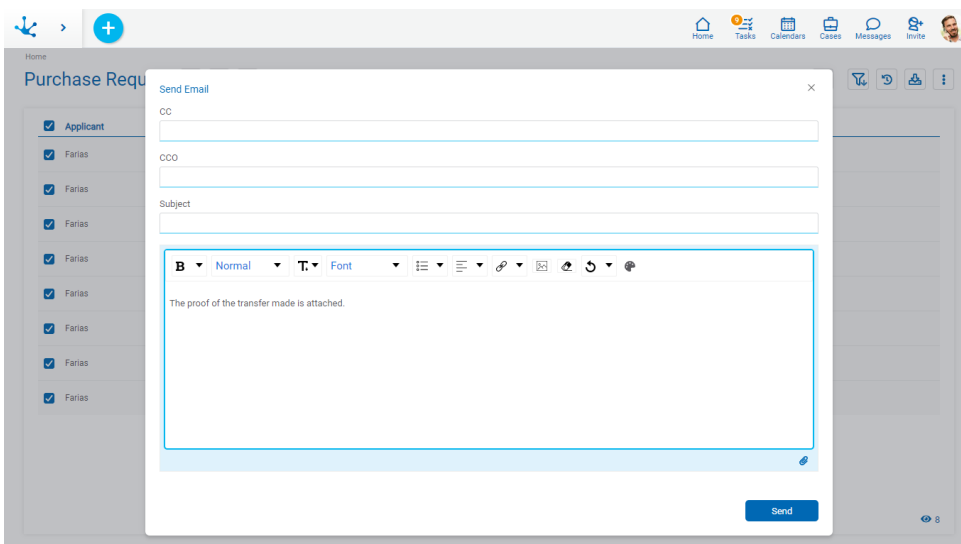 9
Home Tasks Calendars Cases Messages Invite
Home
Purchase Requ
Send Email
CC
CCO
Subject
B Normal T. Font
The proof of the transfer made is attached.
Send
Applicant
Farias
Farias
Farias
Farias
Farias
Farias
Farias
Farias
8